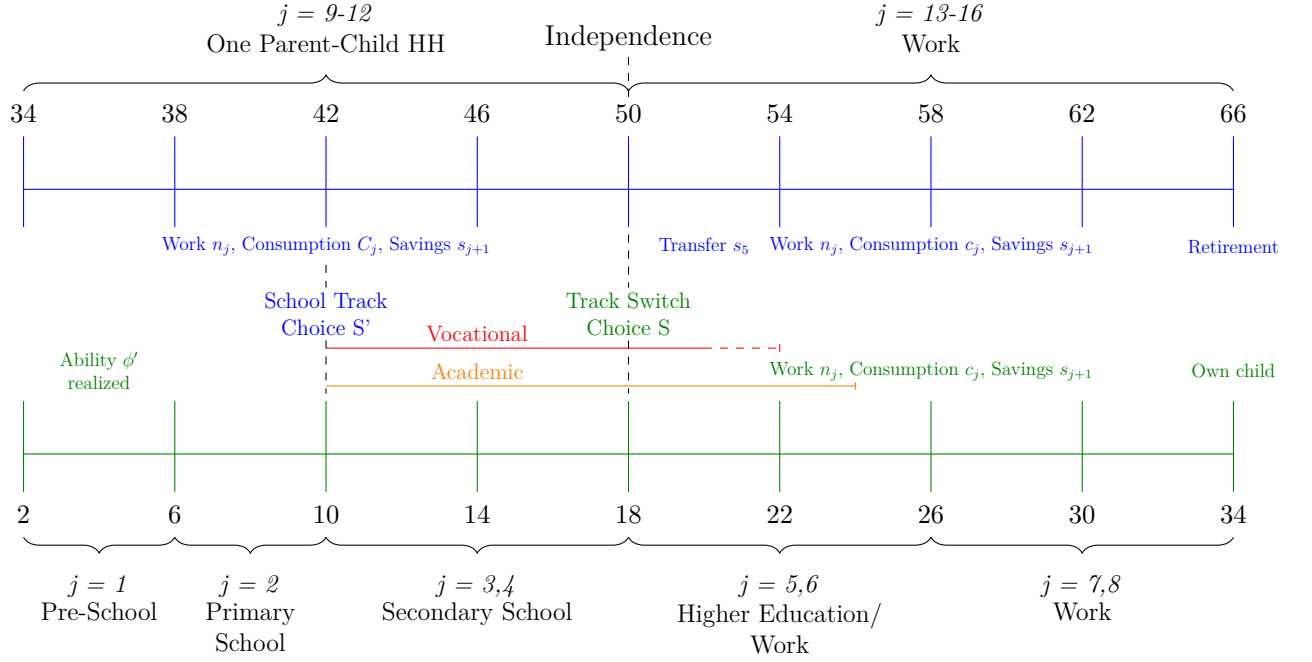 j = 9-12
One Parent-Child HH
Independence
j = 13-16
Work
34 38 42 46 50 54 58 62 66
Work n_j, Consumption C_j, Savings s_{j+1}
Transfer s_5
Work n_j, Consumption c_j, Savings s_{j+1}
Retirement
School Track
Choice S’
Track Switch
Choice S
Vocational
Ability ϕ′
realized
Academic
Work n_j, Consumption c_j, Savings s_{j+1}
Own child
2 6 10 14 18 22 26 30 34
j = 1
Pre-School
j = 2
Primary
School
j = 3,4
Secondary School
j = 5,6
Higher Education/
Work
j = 7,8
Work